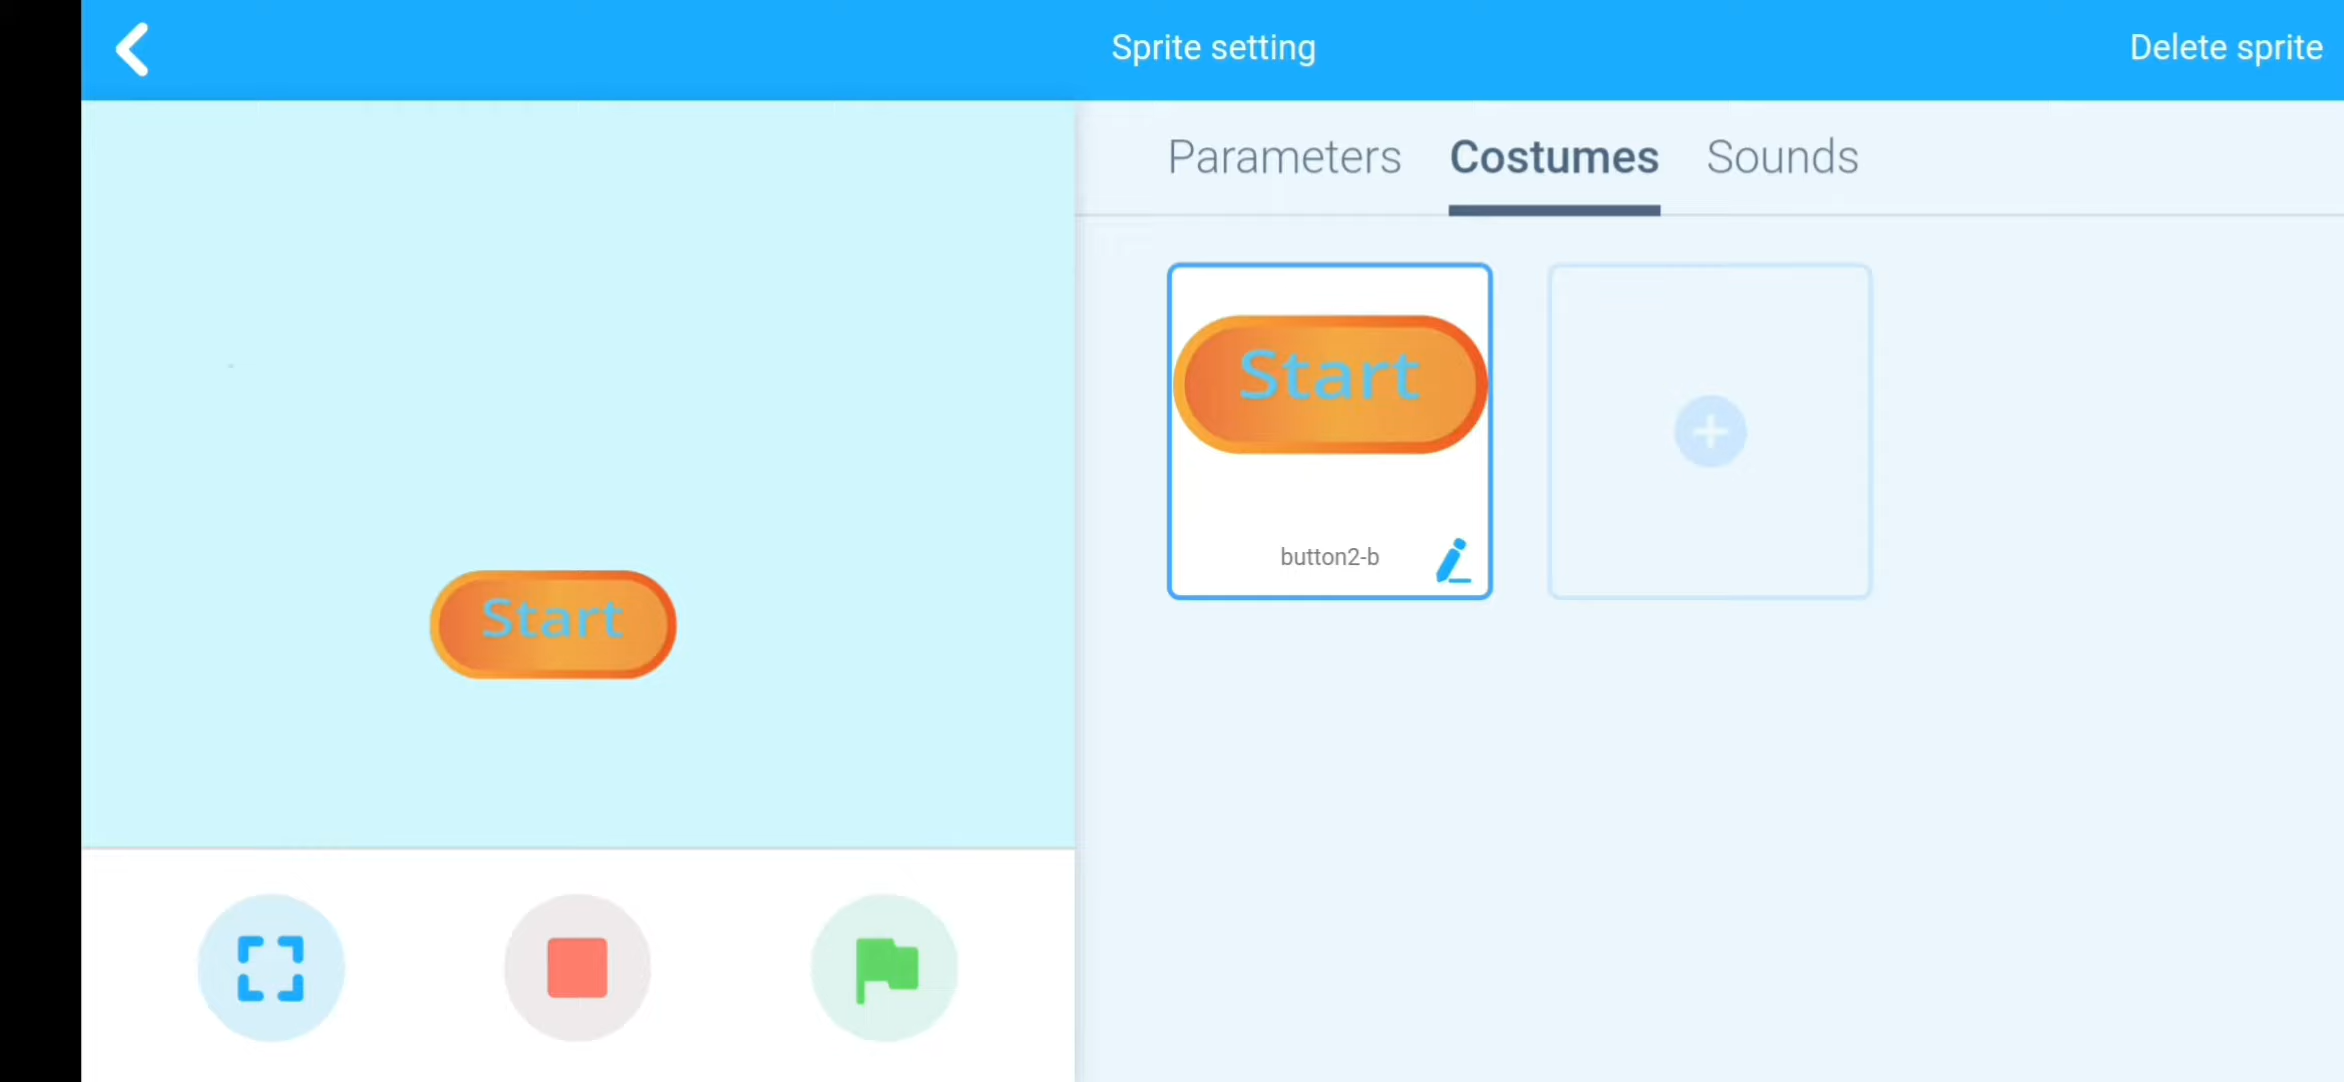 Sprite setting
Delete sprite
Parameters
Costumes
Sounds
Start
button2-b
Start